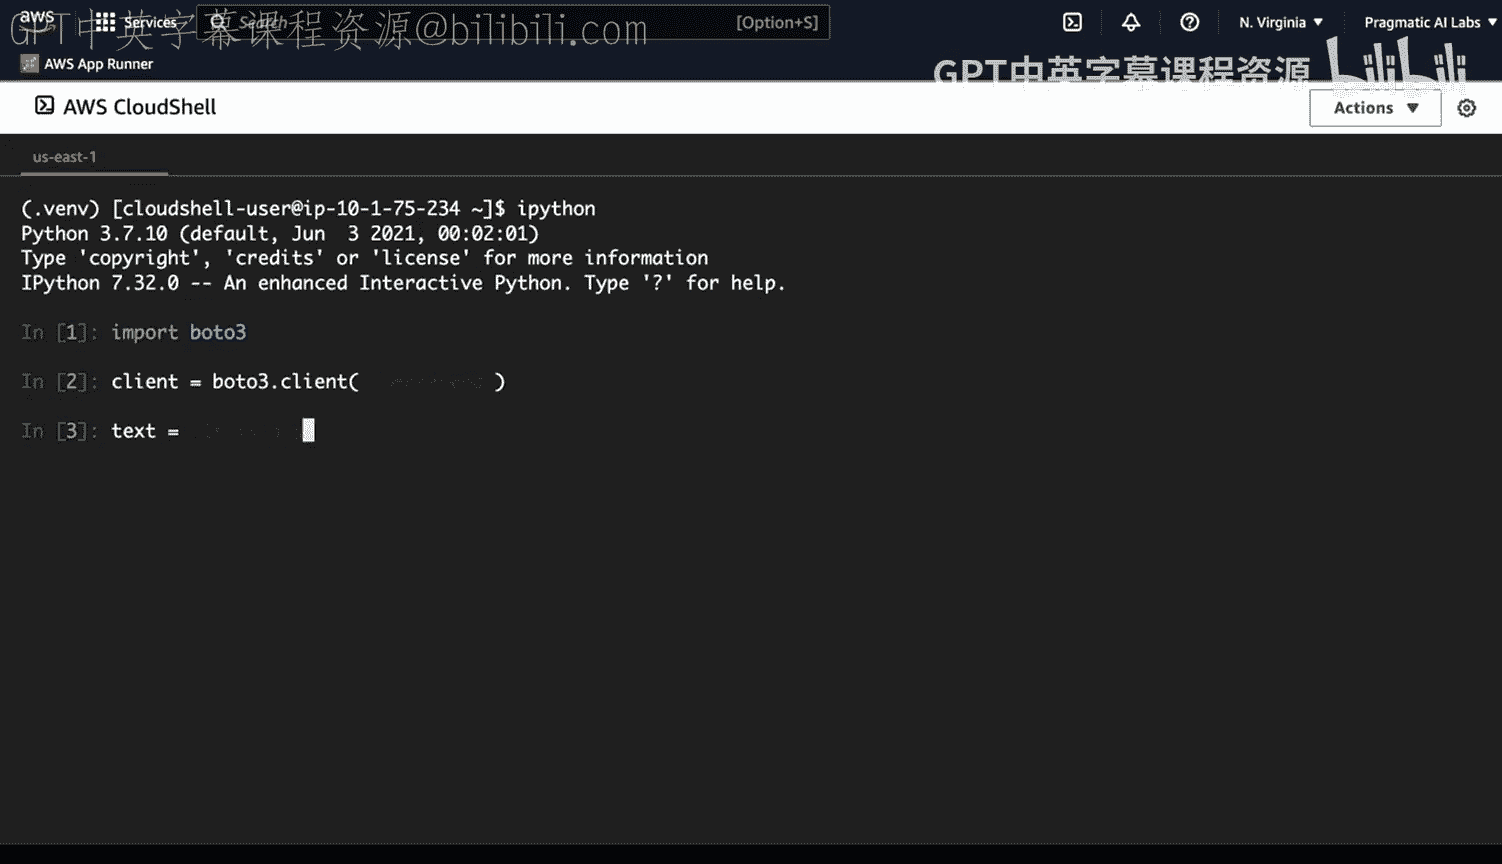 aws Services Search [Option+S] N. Virginia ▼ Pragmatic AI Labs ▼
GPT中英字幕课程资源@bilibili.com
AWS App Runner
GPT中英字幕课程资源 bilibili
AWS CloudShell Actions ▼
us-east-1
(.venv) [cloudshell-user@ip-10-1-75-234 ~]$ ipython
Python 3.7.10 (default, Jun  3 2021, 00:02:01)
Type 'copyright', 'credits' or 'license' for more information
IPython 7.32.0 -- An enhanced Interactive Python. Type '?' for help.
In [1]: import boto3
In [2]: client = boto3.client( )
In [3]: text =